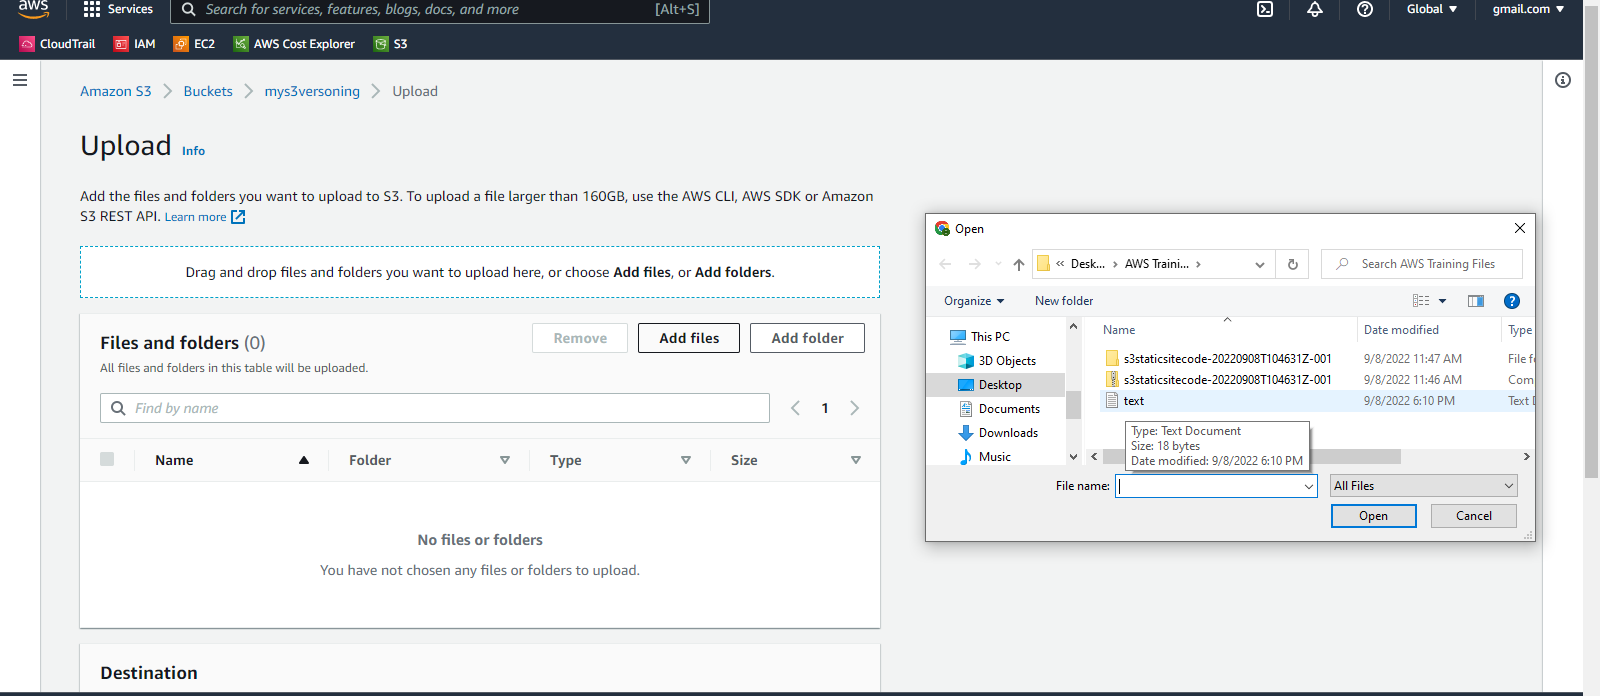 aws
Services
Search for services, features, blogs, docs, and more
[Alt+S]
Global
gmail.com
CloudTrail
IAM
EC2
AWS Cost Explorer
S3
Amazon S3
Buckets
mys3versoning
Upload
Upload
Info
Add the files and folders you want to upload to S3. To upload a file larger than 160GB, use the AWS CLI, AWS SDK or Amazon
S3 REST API. Learn more
Drag and drop files and folders you want to upload here, or choose Add files, or Add folders.
Files and folders (0)
All files and folders in this table will be uploaded.
Remove
Add files
Add folder
Find by name
1
Name
Folder
Type
Size
No files or folders
You have not chosen any files or folders to upload.
Destination
Open
« Desk... › AWS Traini... ›
Search AWS Training Files
Organize
New folder
This PC
3D Objects
Desktop
Documents
Downloads
Music
Name
Date modified
Type
s3staticsitecode-20220908T104631Z-001
9/8/2022 11:47 AM
File f
s3staticsitecode-20220908T104631Z-001
9/8/2022 11:46 AM
Com
text
9/8/2022 6:10 PM
Text D
Type: Text Document
Size: 18 bytes
Date modified: 9/8/2022 6:10 PM
File name:
All Files
Open
Cancel